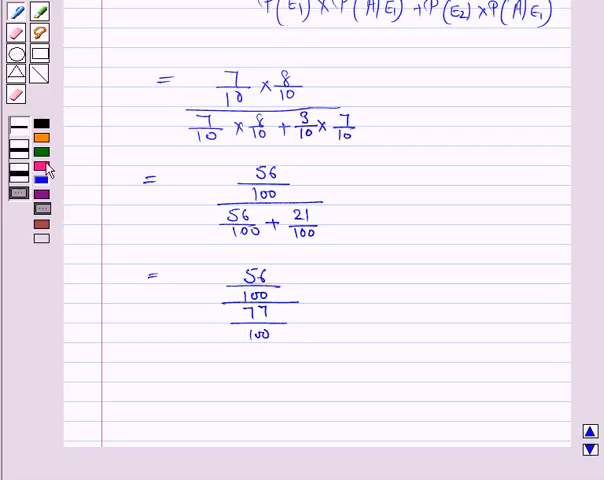 P(E₁) × P(A|E₁) + P(E₂) × P(A|E₁)
= 7/10 × 8/10
7/10 × 8/10 + 3/10 × 7/10
= 56/100
56/100 + 21/100
= 56/100
77/100